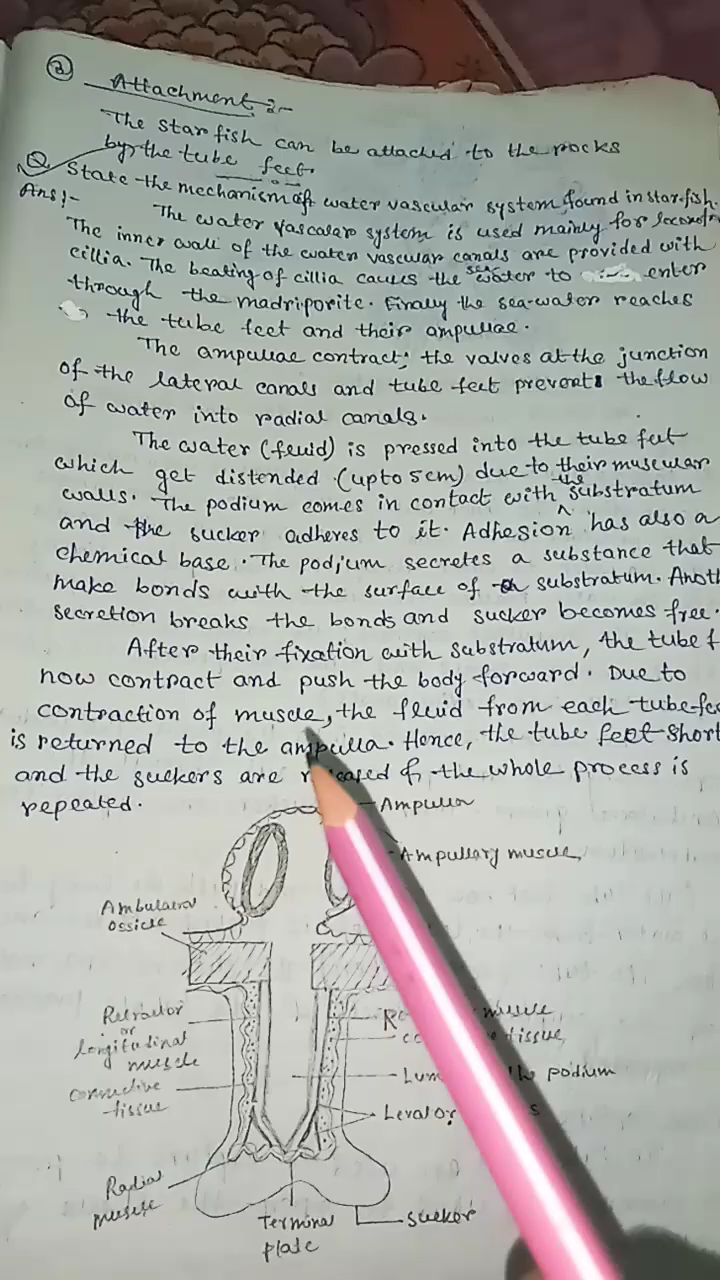 ② Attachment :-
The star fish can be attached to the rocks
by the tube feet.
Q. State the mechanism of water vascular system found in starfish.
Ans :- The water vascular system is used mainly for
The inner wall of the water vascular canals are provided with
cillia. The beating of cillia causes the sea water to enter
through the madriporite. Finally the sea-water reaches
the tube feet and their ampullae.
The ampullae contract; the valves at the junction
of the lateral canals and tube feet prevent the flow
of water into radial canals.
The water (fluid) is pressed into the tube feet
which get distended (upto 5cm) due to their muscular
walls. The podium comes in contact with the substratum
and the sucker adheres to it. Adhesion has also a
chemical base. The podium secretes a substance that
make bonds with the surface of substratum.
secretion breaks the bonds and sucker becomes free.
After their fixation with substratum, the tube
now contract and push the body forward. Due to
contraction of muscle, the fluid from each
is returned to the ampulla. Hence, the tube feet
and the suckers are & the whole process is
repeated.
Ampulla
Ampullary muscle
Ambulatral
ossicle
Retractor
or
longitudinal
muscle
muscle
tissue
connective
tissue
podium
Levator
Radial
muscle
Terminal
plate
sucker